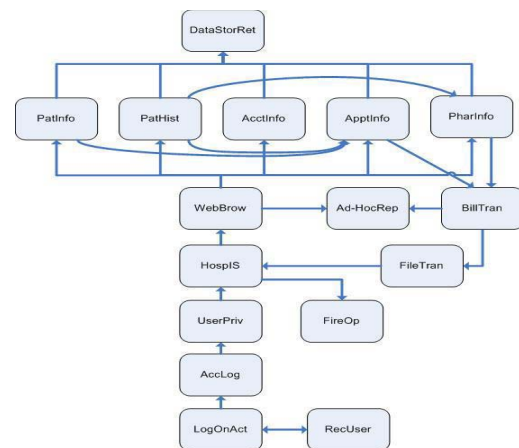 DataStorRet
PatInfo
PatHist
AcctInfo
ApptInfo
PharInfo
WebBrow
Ad-HocRep
BillTran
HospIS
FileTran
UserPriv
FireOp
AccLog
LogOnAct
RecUser